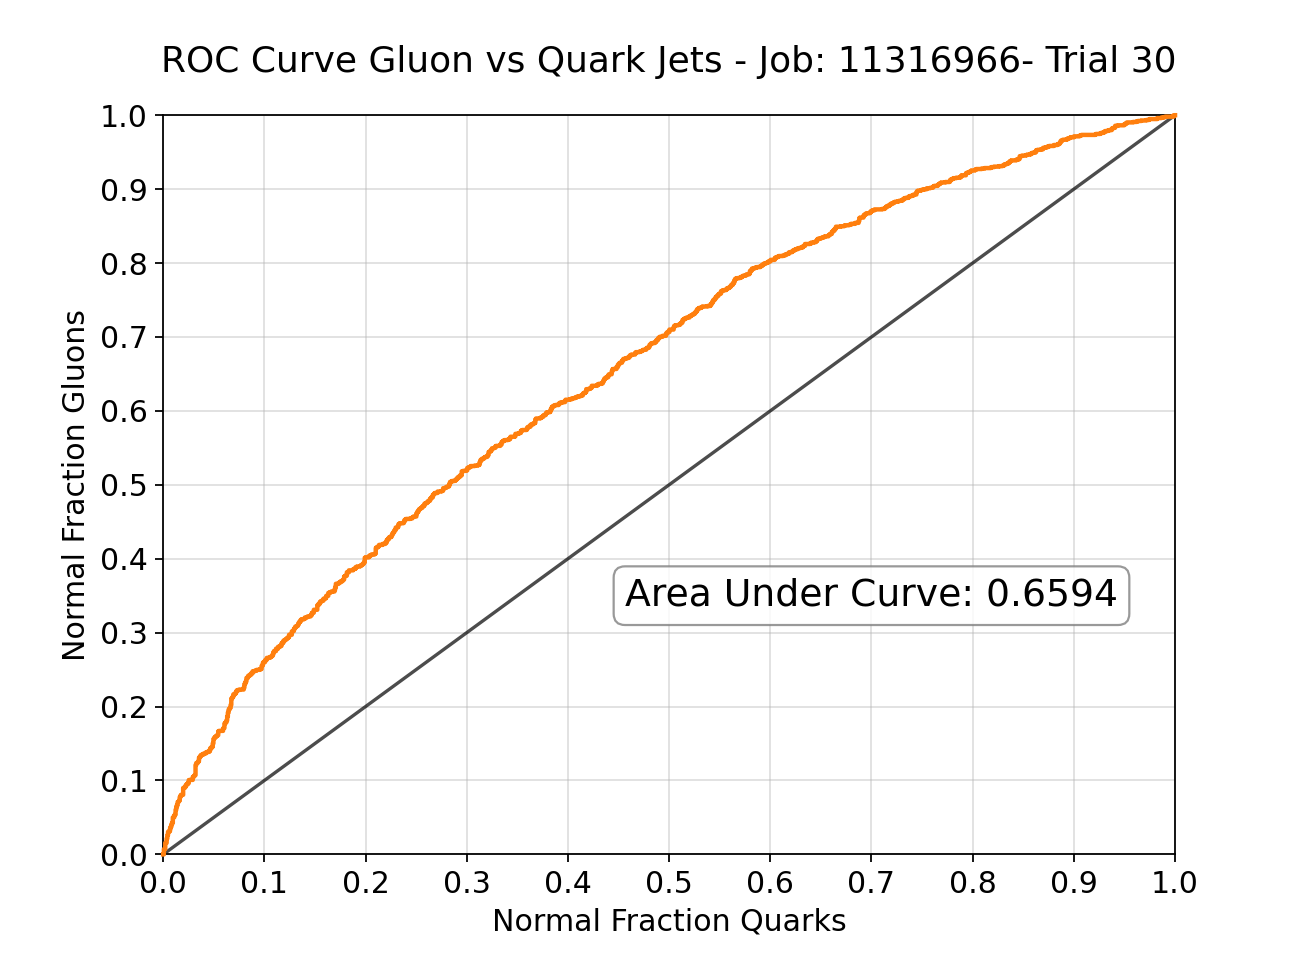 ROC Curve Gluon vs Quark Jets - Job: 11316966- Trial 30
1.0
0.9
0.8
0.7
0.6
0.5
0.4
0.3
0.2
0.1
0.0
Normal Fraction Gluons
Area Under Curve: 0.6594
0.0 0.1 0.2 0.3 0.4 0.5 0.6 0.7 0.8 0.9 1.0
Normal Fraction Quarks